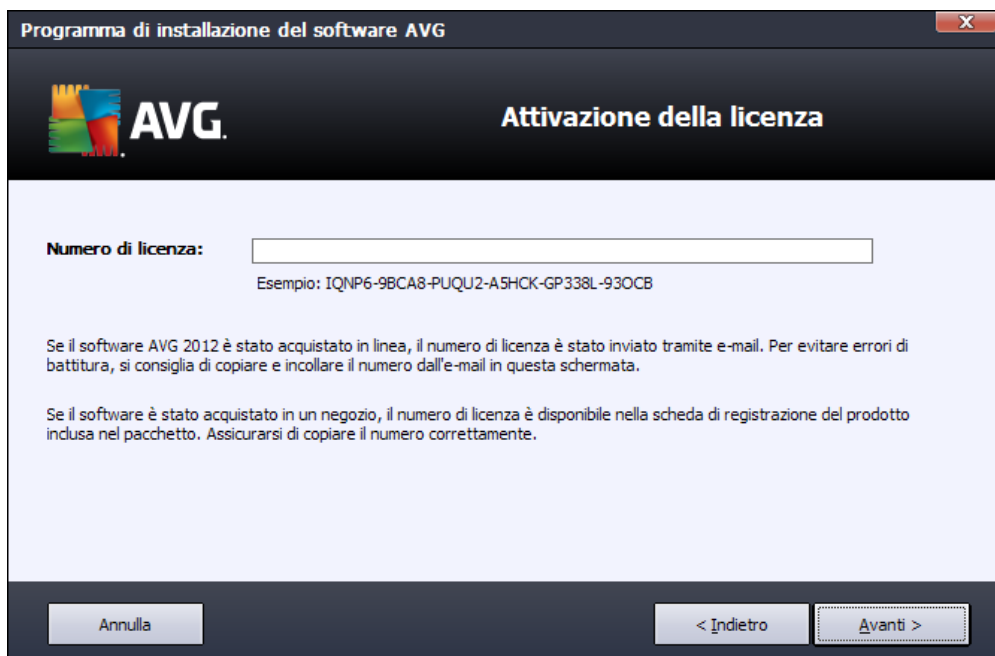 Programma di installazione del software AVG
X
AVG.
Attivazione della licenza
Numero di licenza:
Esempio: IQNP6-9BCA8-PUQU2-A5HCK-GP338L-93OCB
Se il software AVG 2012 è stato acquistato in linea, il numero di licenza è stato inviato tramite e-mail. Per evitare errori di
battitura, si consiglia di copiare e incollare il numero dall'e-mail in questa schermata.
Se il software è stato acquistato in un negozio, il numero di licenza è disponibile nella scheda di registrazione del prodotto
inclusa nel pacchetto. Assicurarsi di copiare il numero correttamente.
Annulla
< Indietro
Avanti >